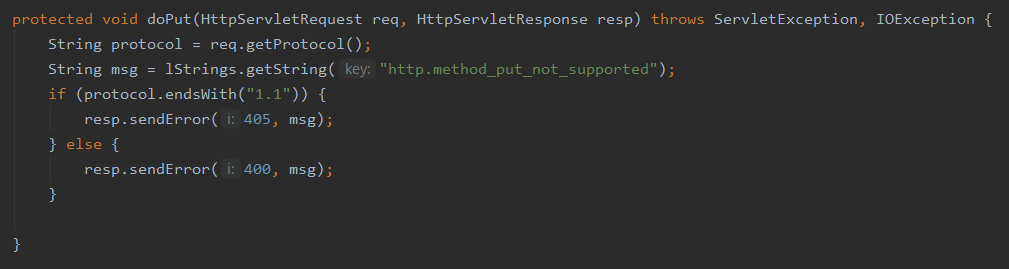 protected void doPut(HttpServletRequest req, HttpServletResponse resp) throws ServletException, IOException {
    String protocol = req.getProtocol();
    String msg = lStrings.getString( key: "http.method_put_not_supported");
    if (protocol.endsWith("1.1")) {
        resp.sendError( i: 405, msg);
    } else {
        resp.sendError( i: 400, msg);
    }
}